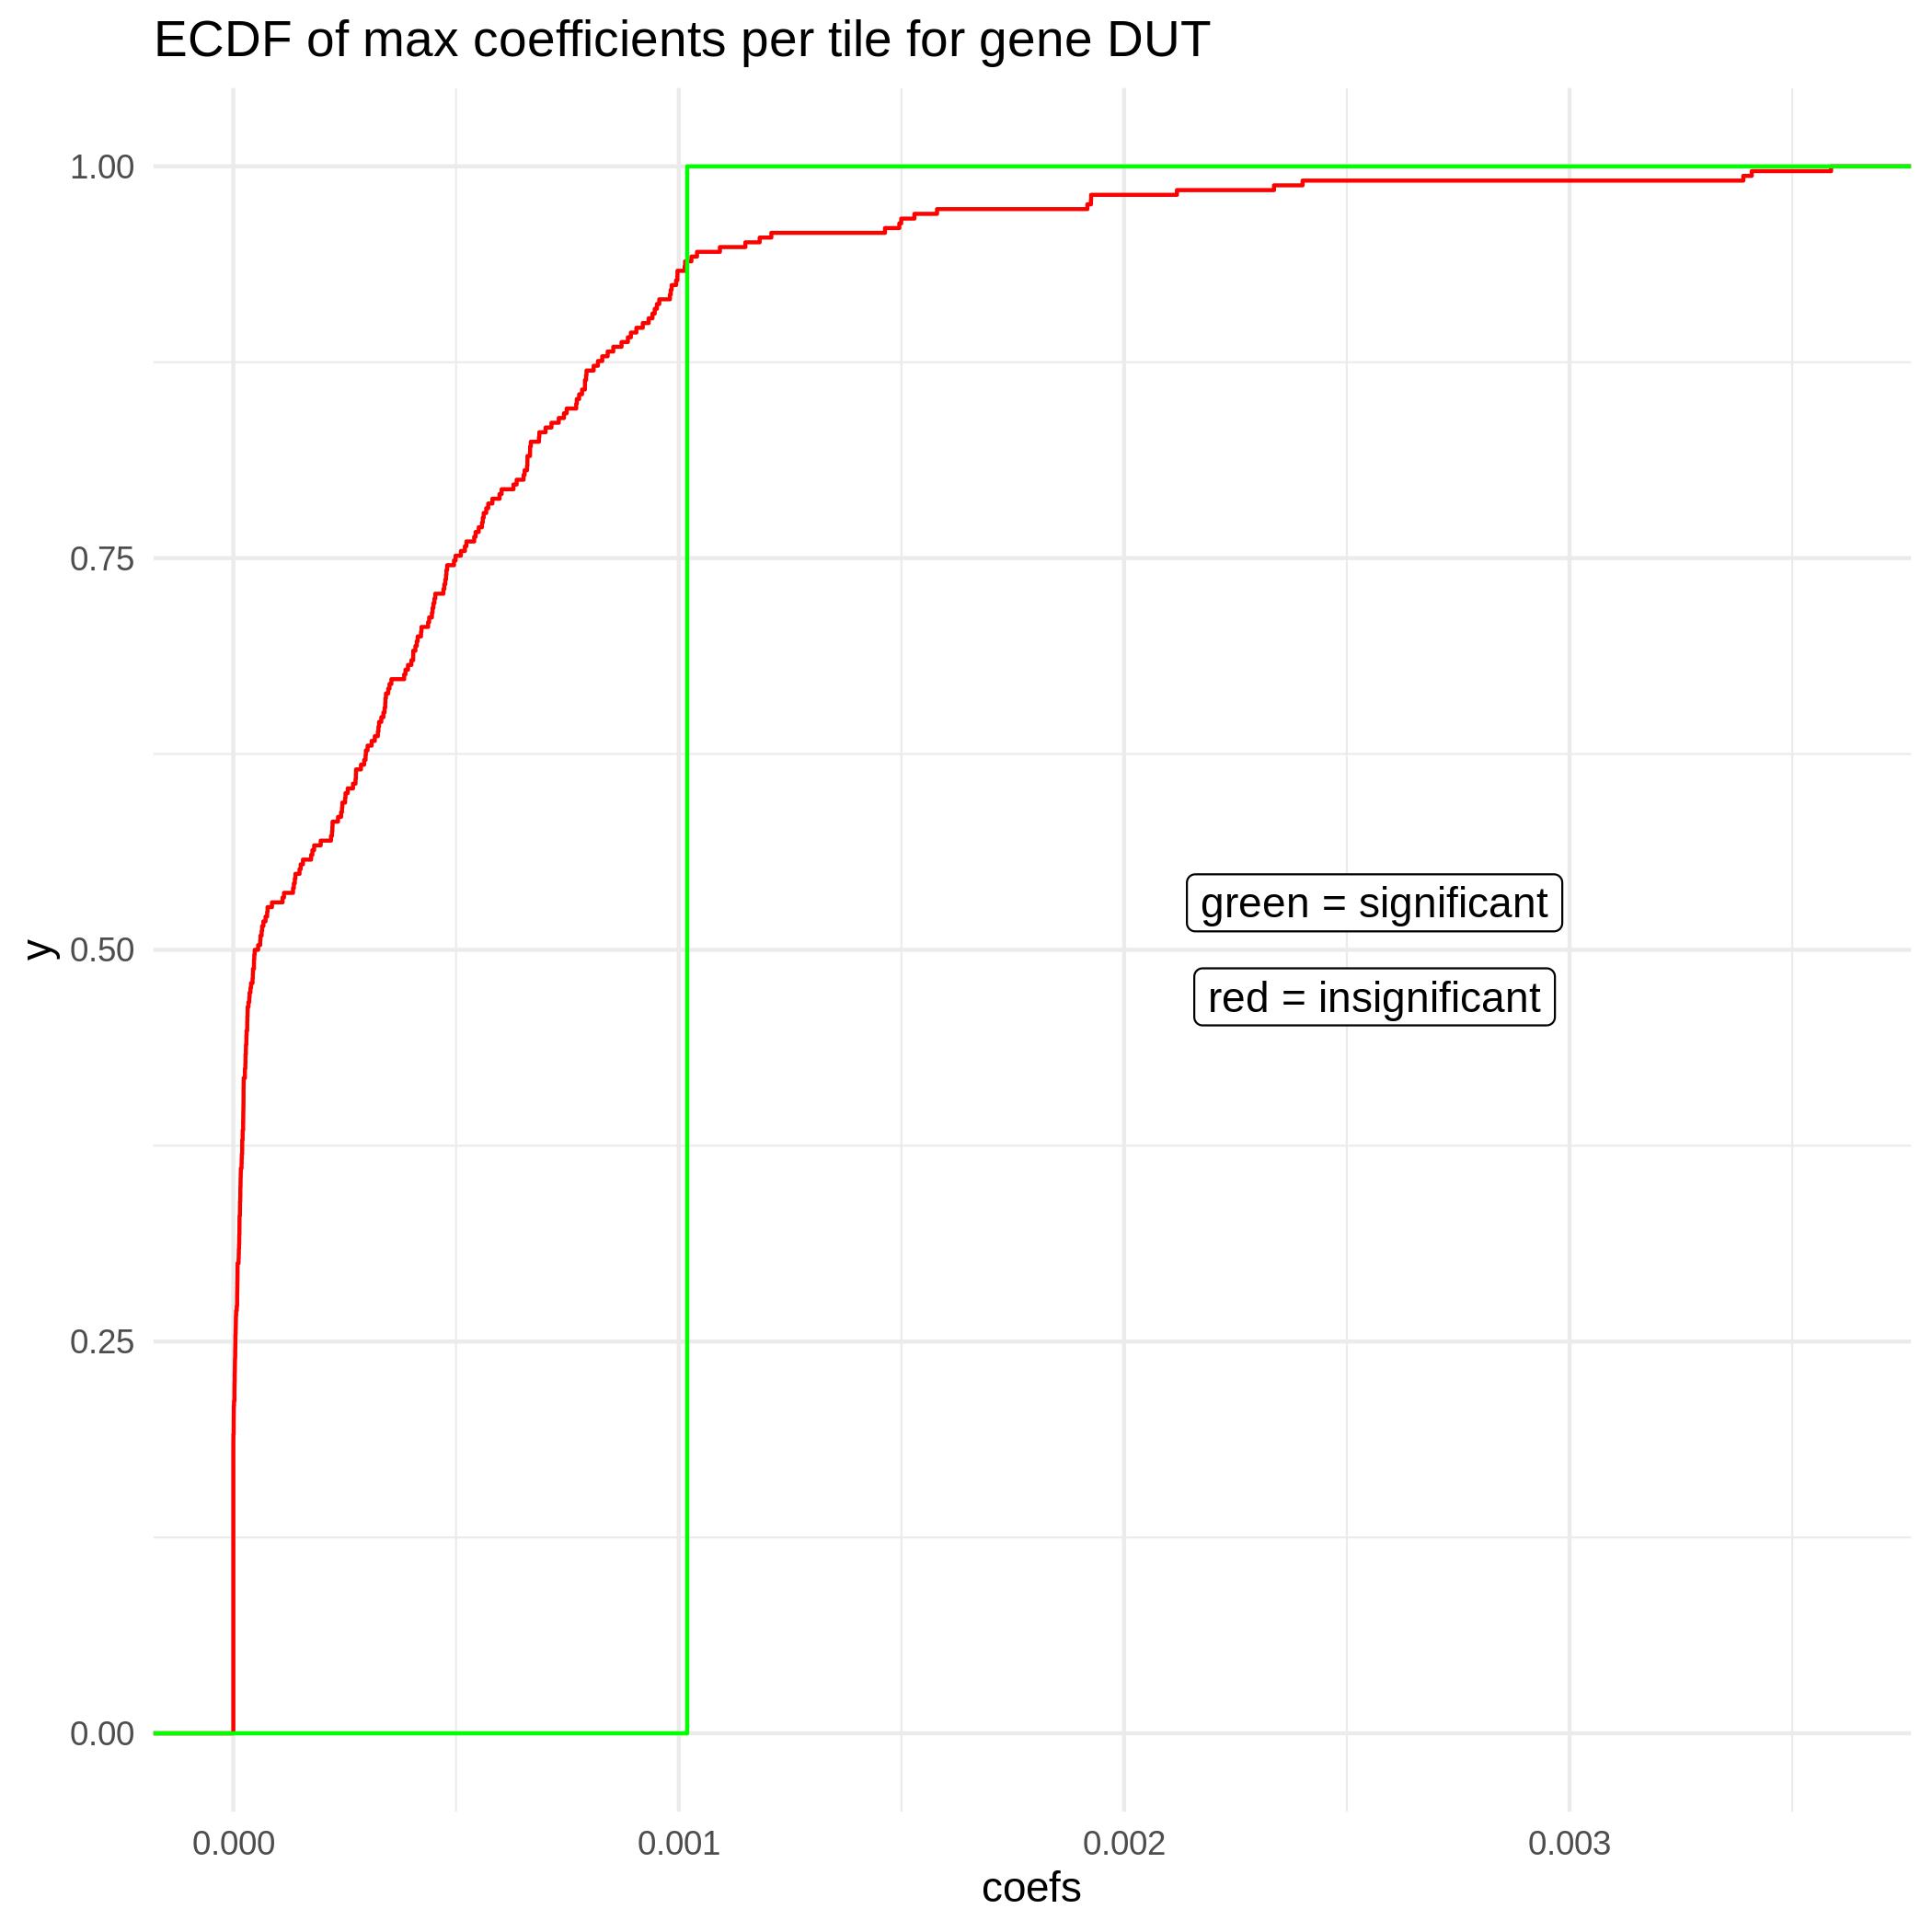 ECDF of max coefficients per tile for gene DUT
1.00
0.75
0.50
0.25
0.00
y
green = significant
red = insignificant
0.000 0.001 0.002 0.003
coefs